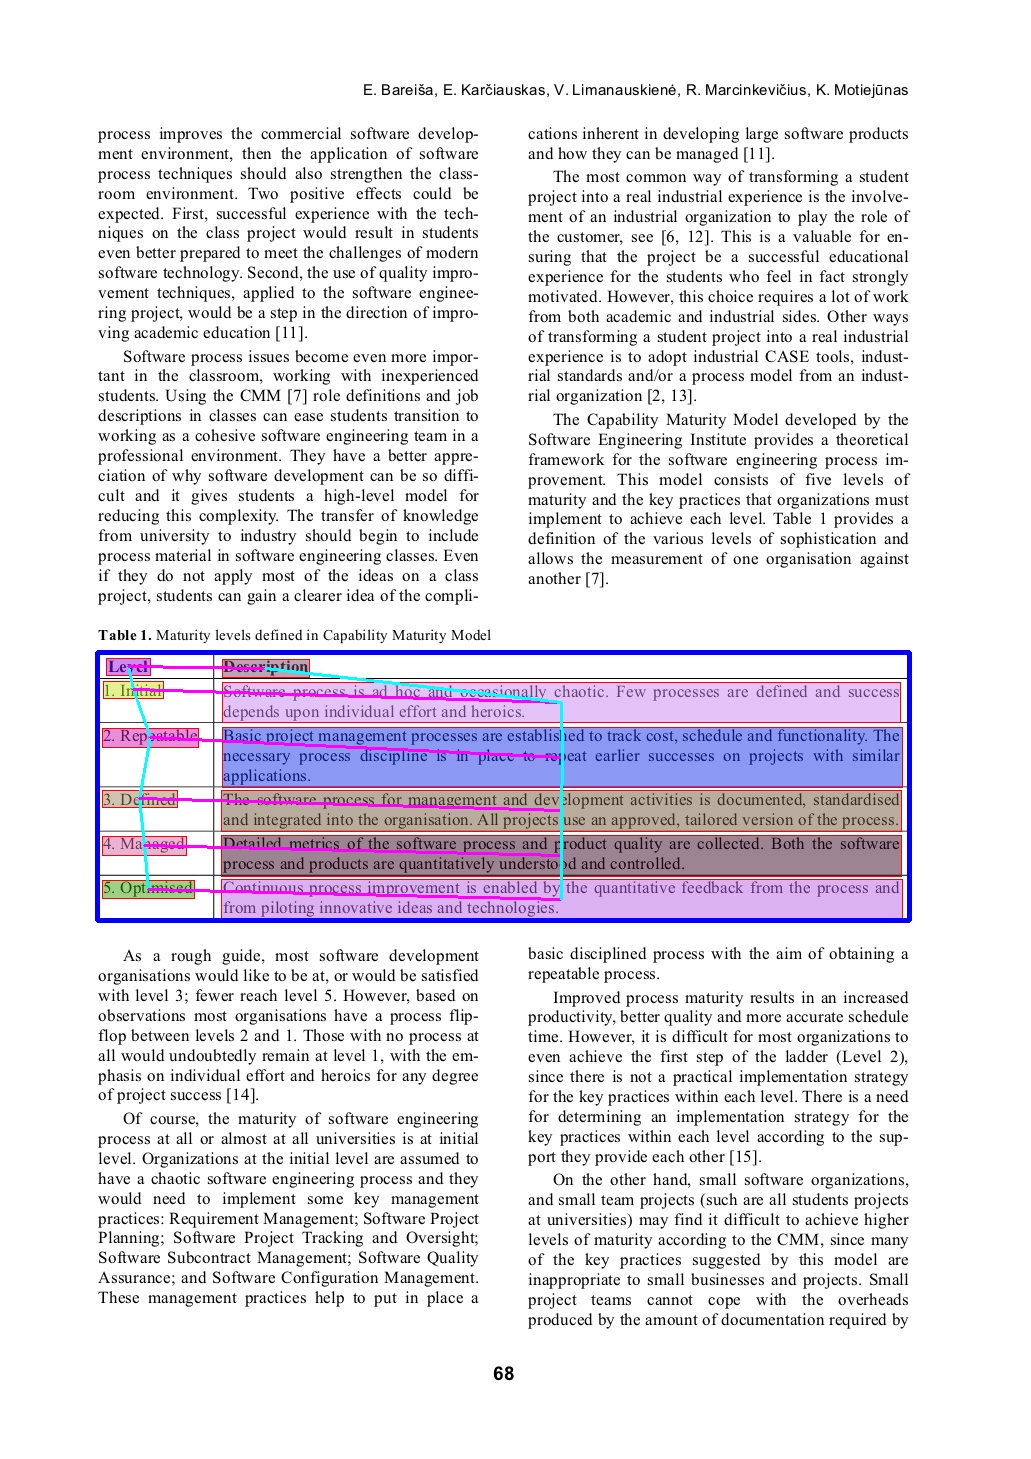 E. Bareiša, E. Karčiauskas, V. Limanauskienė, R. Marcinkevičius, K. Motiejūnas
process improves the commercial software develop-
ment environment, then the application of software
process techniques should also strengthen the class-
room environment. Two positive effects could be
expected. First, successful experience with the tech-
niques on the class project would result in students
even better prepared to meet the challenges of modern
software technology. Second, the use of quality impro-
vement techniques, applied to the software enginee-
ring project, would be a step in the direction of impro-
ving academic education [11].
Software process issues become even more impor-
tant in the classroom, working with inexperienced
students. Using the CMM [7] role definitions and job
descriptions in classes can ease students transition to
working as a cohesive software engineering team in a
professional environment. They have a better appre-
ciation of why software development can be so diffi-
cult and it gives students a high-level model for
reducing this complexity. The transfer of knowledge
from university to industry should begin to include
process material in software engineering classes. Even
if they do not apply most of the ideas on a class
project, students can gain a clearer idea of the compli-
cations inherent in developing large software products
and how they can be managed [11].
The most common way of transforming a student
project into a real industrial experience is the involve-
ment of an industrial organization to play the role of
the customer, see [6, 12]. This is a valuable for en-
suring that the project be a successful educational
experience for the students who feel in fact strongly
motivated. However, this choice requires a lot of work
from both academic and industrial sides. Other ways
of transforming a student project into a real industrial
experience is to adopt industrial CASE tools, indust-
rial standards and/or a process model from an indust-
rial organization [2, 13].
The Capability Maturity Model developed by the
Software Engineering Institute provides a theoretical
framework for the software engineering process im-
provement. This model consists of five levels of
maturity and the key practices that organizations must
implement to achieve each level. Table 1 provides a
definition of the various levels of sophistication and
allows the measurement of one organisation against
another [7].
Table 1. Maturity levels defined in Capability Maturity Model
Level Description
1. Initial Software process is ad hoc and occasionally chaotic. Few processes are defined and success
depends upon individual effort and heroics.
2. Repeatable Basic project management processes are established to track cost, schedule and functionality. The
necessary process discipline is in place to repeat earlier successes on projects with similar
applications.
3. Defined The software process for management and development activities is documented, standardised
and integrated into the organisation. All projects use an approved, tailored version of the process.
4. Managed Detailed metrics of the software process and product quality are collected. Both the software
process and products are quantitatively understood and controlled.
5. Optimised Continuous process improvement is enabled by the quantitative feedback from the process and
from piloting innovative ideas and technologies.
As a rough guide, most software development
organisations would like to be at, or would be satisfied
with level 3; fewer reach level 5. However, based on
observations most organisations have a process flip-
flop between levels 2 and 1. Those with no process at
all would undoubtedly remain at level 1, with the em-
phasis on individual effort and heroics for any degree
of project success [14].
Of course, the maturity of software engineering
process at all or almost at all universities is at initial
level. Organizations at the initial level are assumed to
have a chaotic software engineering process and they
would need to implement some key management
practices: Requirement Management; Software Project
Planning; Software Project Tracking and Oversight;
Software Subcontract Management; Software Quality
Assurance; and Software Configuration Management.
These management practices help to put in place a
basic disciplined process with the aim of obtaining a
repeatable process.
Improved process maturity results in an increased
productivity, better quality and more accurate schedule
time. However, it is difficult for most organizations to
even achieve the first step of the ladder (Level 2),
since there is not a practical implementation strategy
for the key practices within each level. There is a need
for determining an implementation strategy for the
key practices within each level according to the sup-
port they provide each other [15].
On the other hand, small software organizations,
and small team projects (such are all students projects
at universities) may find it difficult to achieve higher
levels of maturity according to the CMM, since many
of the key practices suggested by this model are
inappropriate to small businesses and projects. Small
project teams cannot cope with the overheads
produced by the amount of documentation required by
68